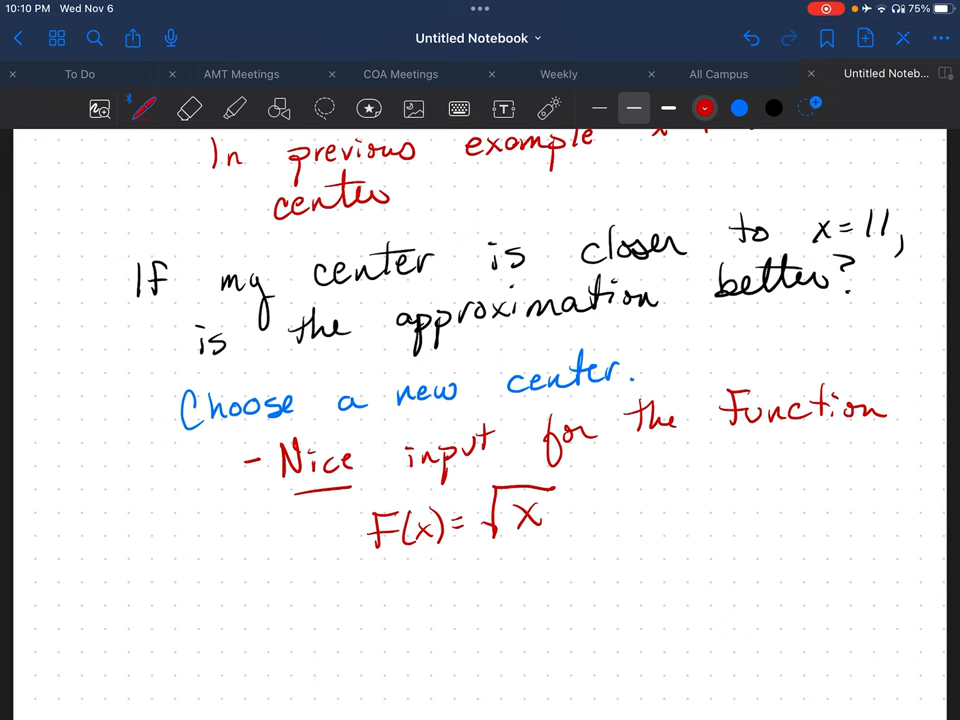 10:10 PM Wed Nov 6
75%
Untitled Notebook
To Do
AMT Meetings
COA Meetings
Weekly
All Campus
Untitled Noteb...
In previous example
center
If my center is closer to x = 11,
is the approximation better?
Choose a new center.
- Nice input for the Function
F(x) = √x